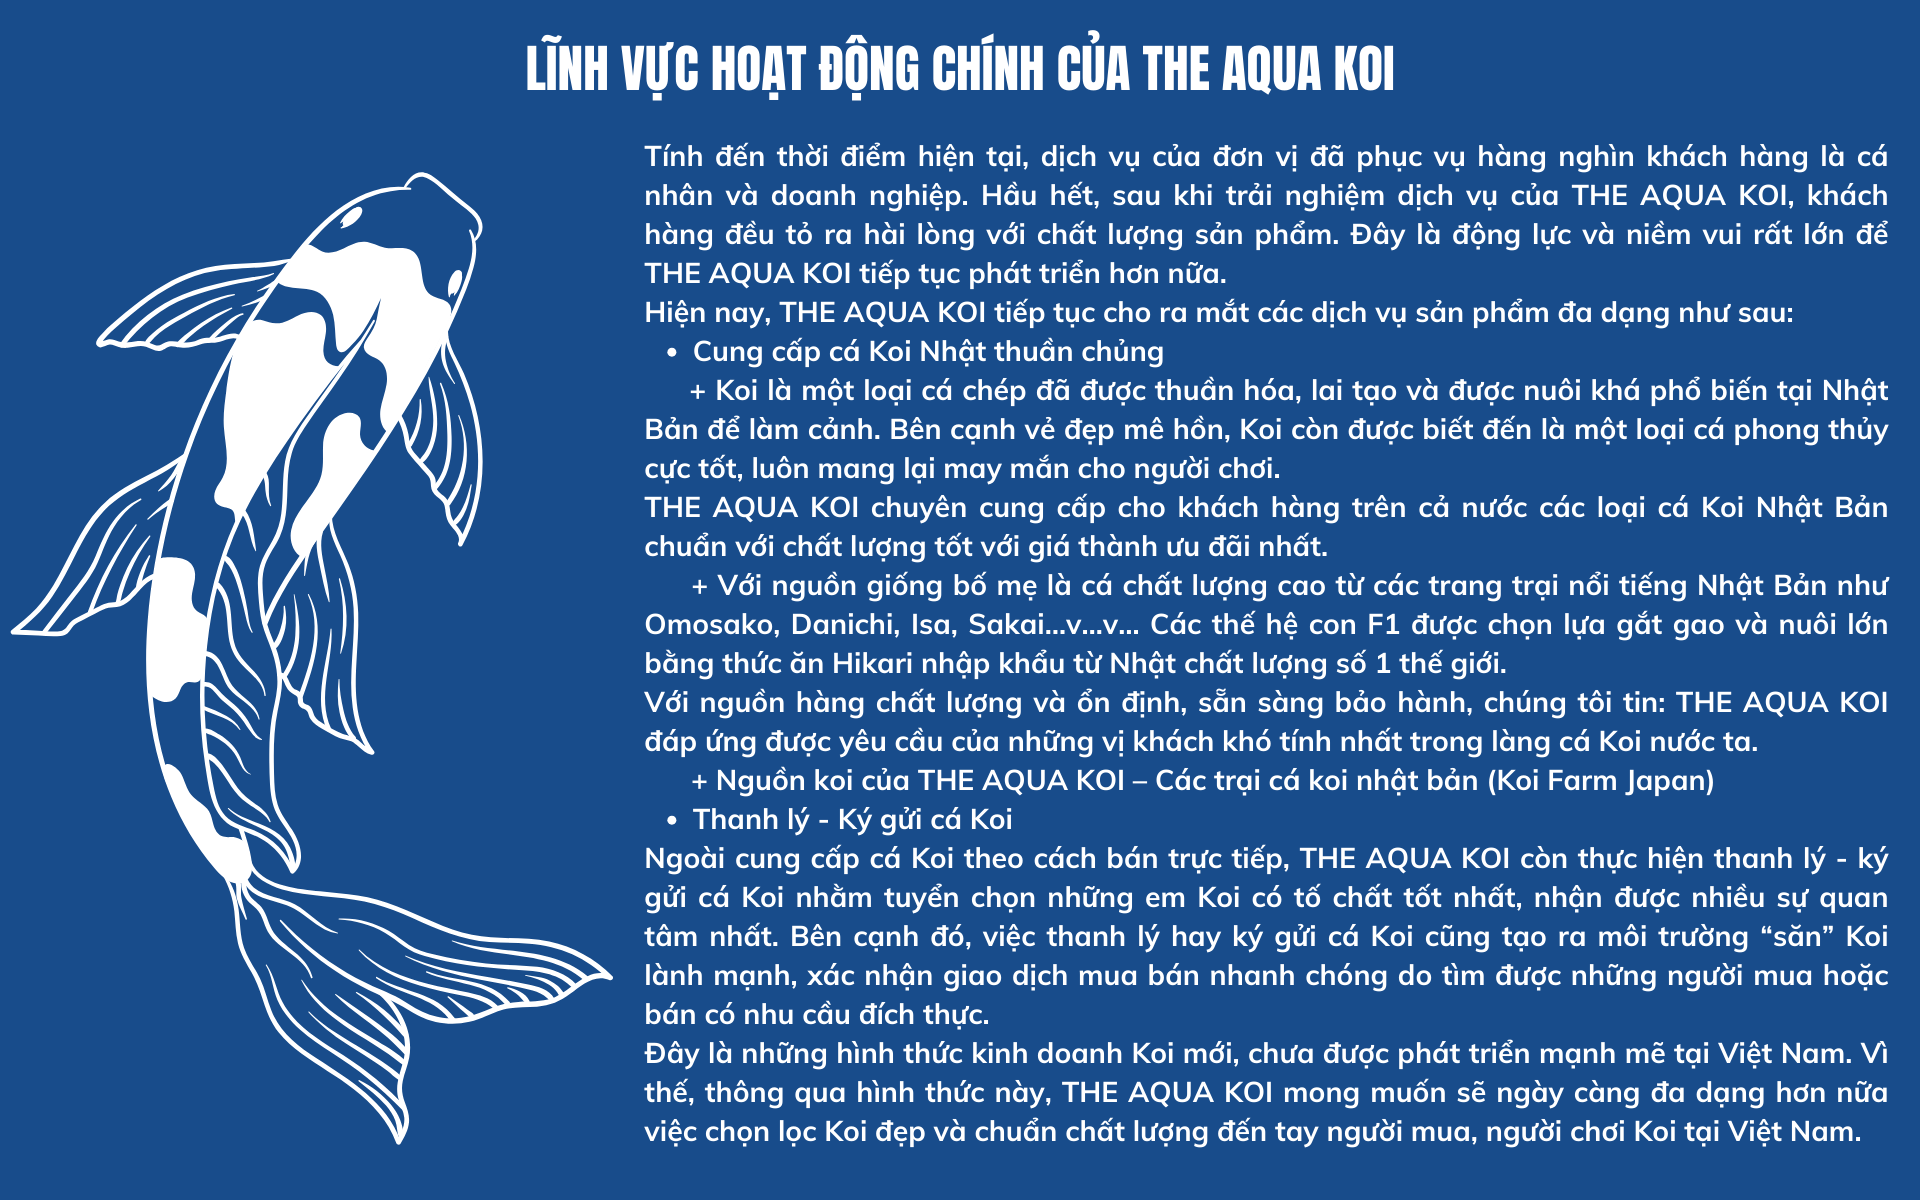 LĨNH VỰC HOẠT ĐỘNG CHÍNH CỦA THE AQUA KOI
Tính đến thời điểm hiện tại, dịch vụ của đơn vị đã phục vụ hàng nghìn khách hàng là cá
nhân và doanh nghiệp. Hầu hết, sau khi trải nghiệm dịch vụ của THE AQUA KOI, khách
hàng đều tỏ ra hài lòng với chất lượng sản phẩm. Đây là động lực và niềm vui rất lớn để
THE AQUA KOI tiếp tục phát triển hơn nữa.
Hiện nay, THE AQUA KOI tiếp tục cho ra mắt các dịch vụ sản phẩm đa dạng như sau:
• Cung cấp cá Koi Nhật thuần chủng
+ Koi là một loại cá chép đã được thuần hóa, lai tạo và được nuôi khá phổ biến tại Nhật
Bản để làm cảnh. Bên cạnh vẻ đẹp mê hồn, Koi còn được biết đến là một loại cá phong thủy
cực tốt, luôn mang lại may mắn cho người chơi.
THE AQUA KOI chuyên cung cấp cho khách hàng trên cả nước các loại cá Koi Nhật Bản
chuẩn với chất lượng tốt với giá thành ưu đãi nhất.
+ Với nguồn giống bố mẹ là cá chất lượng cao từ các trang trại nổi tiếng Nhật Bản như
Omosako, Danichi, Isa, Sakai...v...v... Các thế hệ con F1 được chọn lựa gắt gao và nuôi lớn
bằng thức ăn Hikari nhập khẩu từ Nhật chất lượng số 1 thế giới.
Với nguồn hàng chất lượng và ổn định, sẵn sàng bảo hành, chúng tôi tin: THE AQUA KOI
đáp ứng được yêu cầu của những vị khách khó tính nhất trong làng cá Koi nước ta.
+ Nguồn koi của THE AQUA KOI – Các trại cá koi nhật bản (Koi Farm Japan)
• Thanh lý - Ký gửi cá Koi
Ngoài cung cấp cá Koi theo cách bán trực tiếp, THE AQUA KOI còn thực hiện thanh lý - ký
gửi cá Koi nhằm tuyển chọn những em Koi có tố chất tốt nhất, nhận được nhiều sự quan
tâm nhất. Bên cạnh đó, việc thanh lý hay ký gửi cá Koi cũng tạo ra môi trường “săn” Koi
lành mạnh, xác nhận giao dịch mua bán nhanh chóng do tìm được những người mua hoặc
bán có nhu cầu đích thực.
Đây là những hình thức kinh doanh Koi mới, chưa được phát triển mạnh mẽ tại Việt Nam. Vì
thế, thông qua hình thức này, THE AQUA KOI mong muốn sẽ ngày càng đa dạng hơn nữa
việc chọn lọc Koi đẹp và chuẩn chất lượng đến tay người mua, người chơi Koi tại Việt Nam.